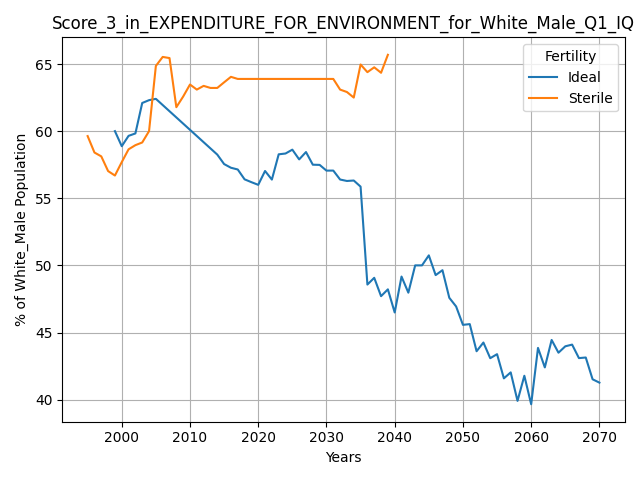 Score_3_in_EXPENDITURE_FOR_ENVIRONMENT_for_White_Male_Q1_IQ
Fertility
Ideal
Sterile
% of White_Male Population
65
60
55
50
45
40
2000 2010 2020 2030 2040 2050 2060 2070
Years